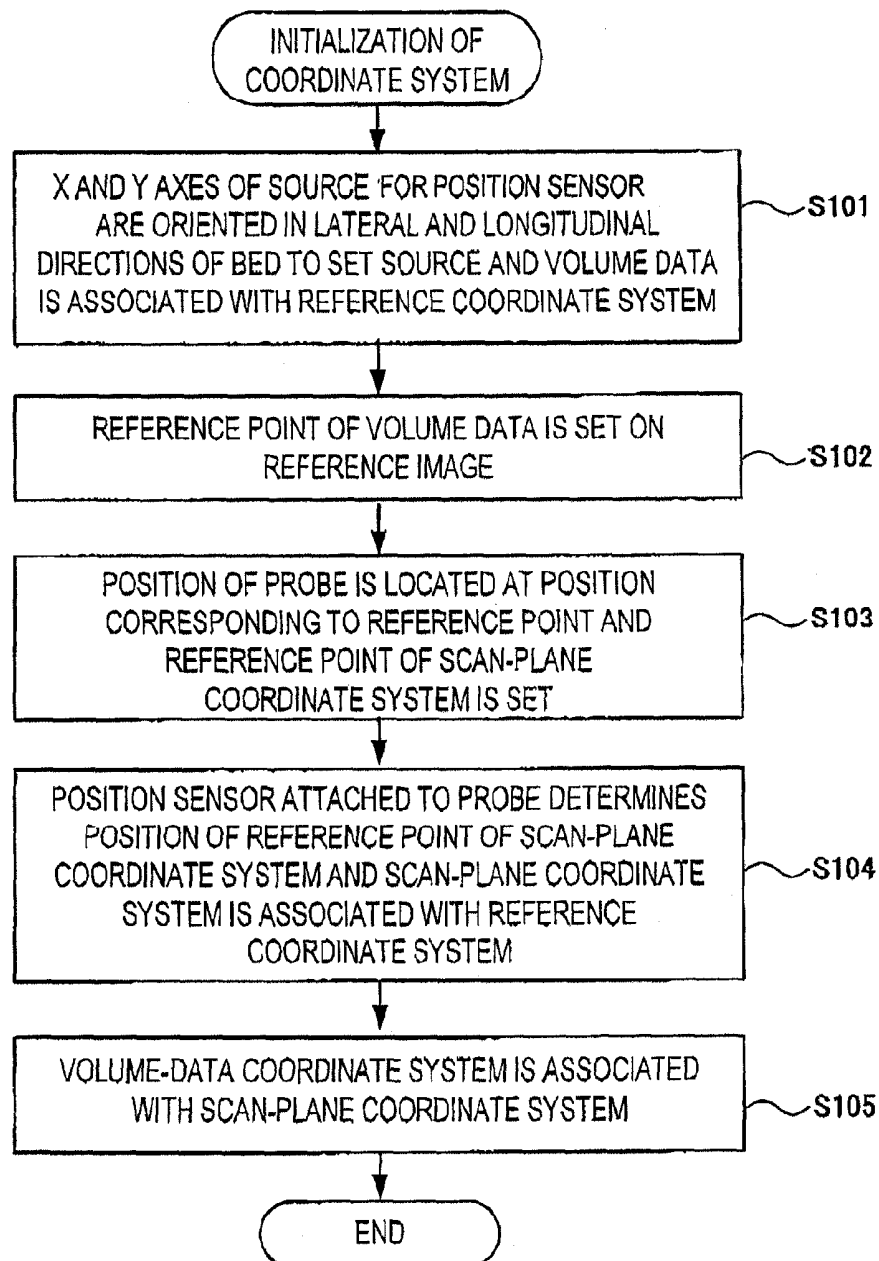 INITIALIZATION OF
COORDINATE SYSTEM
X AND Y AXES OF SOURCE FOR POSITION SENSOR
ARE ORIENTED IN LATERAL AND LONGITUDINAL
DIRECTIONS OF BED TO SET SOURCE AND VOLUME DATA
IS ASSOCIATED WITH REFERENCE COORDINATE SYSTEM
S101
REFERENCE POINT OF VOLUME DATA IS SET ON
REFERENCE IMAGE
S102
POSITION OF PROBE IS LOCATED AT POSITION
CORRESPONDING TO REFERENCE POINT AND
REFERENCE POINT OF SCAN-PLANE
COORDINATE SYSTEM IS SET
S103
POSITION SENSOR ATTACHED TO PROBE DETERMINES
POSITION OF REFERENCE POINT OF SCAN-PLANE
COORDINATE SYSTEM AND SCAN-PLANE COORDINATE
SYSTEM IS ASSOCIATED WITH REFERENCE
COORDINATE SYSTEM
S104
VOLUME-DATA COORDINATE SYSTEM IS ASSOCIATED
WITH SCAN-PLANE COORDINATE SYSTEM
S105
END